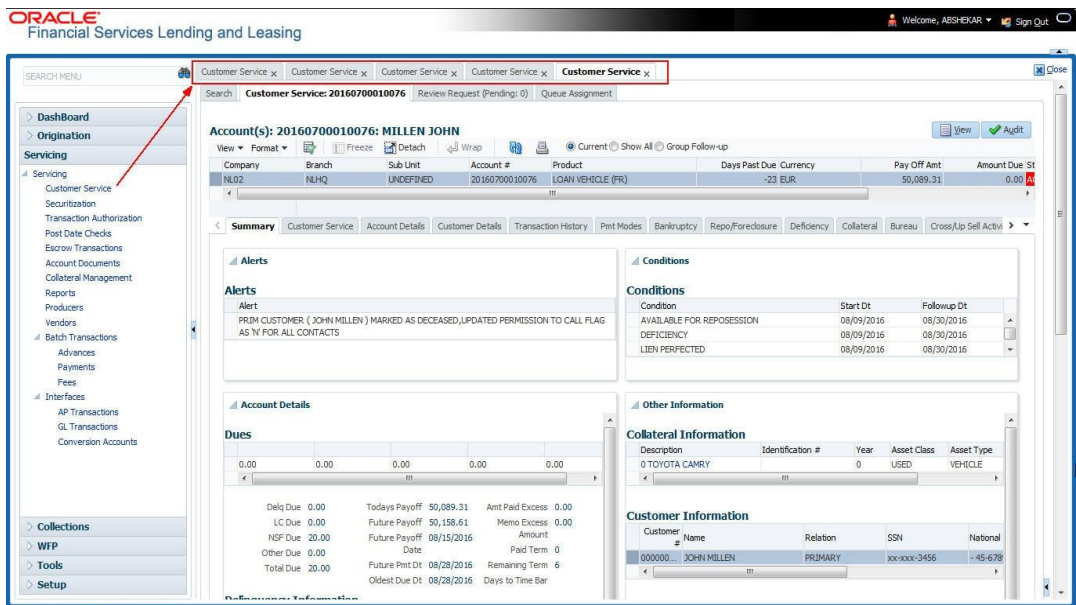 ORACLE
Financial Services Lending and Leasing
Welcome, ABSHEKAR
Sign Out
SEARCH MENU
Customer Service x Customer Service x Customer Service x Customer Service x Customer Service x
Close
Search Customer Service: 20160700010076 Review Request (Pending: 0) Queue Assignment
DashBoard
Origination
Servicing
Servicing
Customer Service
Securitization
Transaction Authorization
Post Date Checks
Escrow Transactions
Account Documents
Collateral Management
Reports
Producers
Vendors
Batch Transactions
Advances
Payments
Fees
Interfaces
AP Transactions
GL Transactions
Conversion Accounts
Collections
WFP
Tools
Setup
Account(s): 20160700010076: MILLEN JOHN
View Audit
View Format Freeze Detach Wrap Current Show All Group Follow-up
Company Branch Sub Unit Account # Product Days Past Due Currency Pay Off Amt Amount Due St
NL02 NLHQ UNDEFINED 20160700010076 LOAN VEHICLE (FR) -23 EUR 50,089.31 0.00
Summary Customer Service Account Details Customer Details Transaction History Pmt Modes Bankruptcy Repo/Foreclosure Deficiency Collateral Bureau Cross/Up Sell Activi
Alerts
Alerts
Alert
PRIM CUSTOMER ( JOHN MILLEN ) MARKED AS DECEASED,UPDATED PERMISSION TO CALL FLAG
AS 'N' FOR ALL CONTACTS
Conditions
Conditions
Condition Start Dt Followup Dt
AVAILABLE FOR REPOSESSION 08/09/2016 08/30/2016
DEFICIENCY 08/09/2016 08/30/2016
LIEN PERFECTED 08/09/2016 08/30/2016
Account Details
Dues
0.00 0.00 0.00 0.00 0.00
Delq Due 0.00 Todays Payoff 50,089.31 Amt Paid Excess 0.00
LC Due 0.00 Future Payoff 50,158.61 Memo Excess Amount 0.00
NSF Due 20.00 Future Payoff Date 08/15/2016 Paid Term 0
Other Due 0.00 Future Pmt Dt 08/28/2016 Remaining Term 6
Total Due 20.00 Oldest Due Dt 08/28/2016 Days to Time Bar
Delinquency Information
Other Information
Collateral Information
Description Identification # Year Asset Class Asset Type
0 TOYOTA CAMRY 0 USED VEHICLE
Customer Information
Customer # Name Relation SSN National
000000... JOHN MILLEN PRIMARY xx-xxx-3456 - 45-678